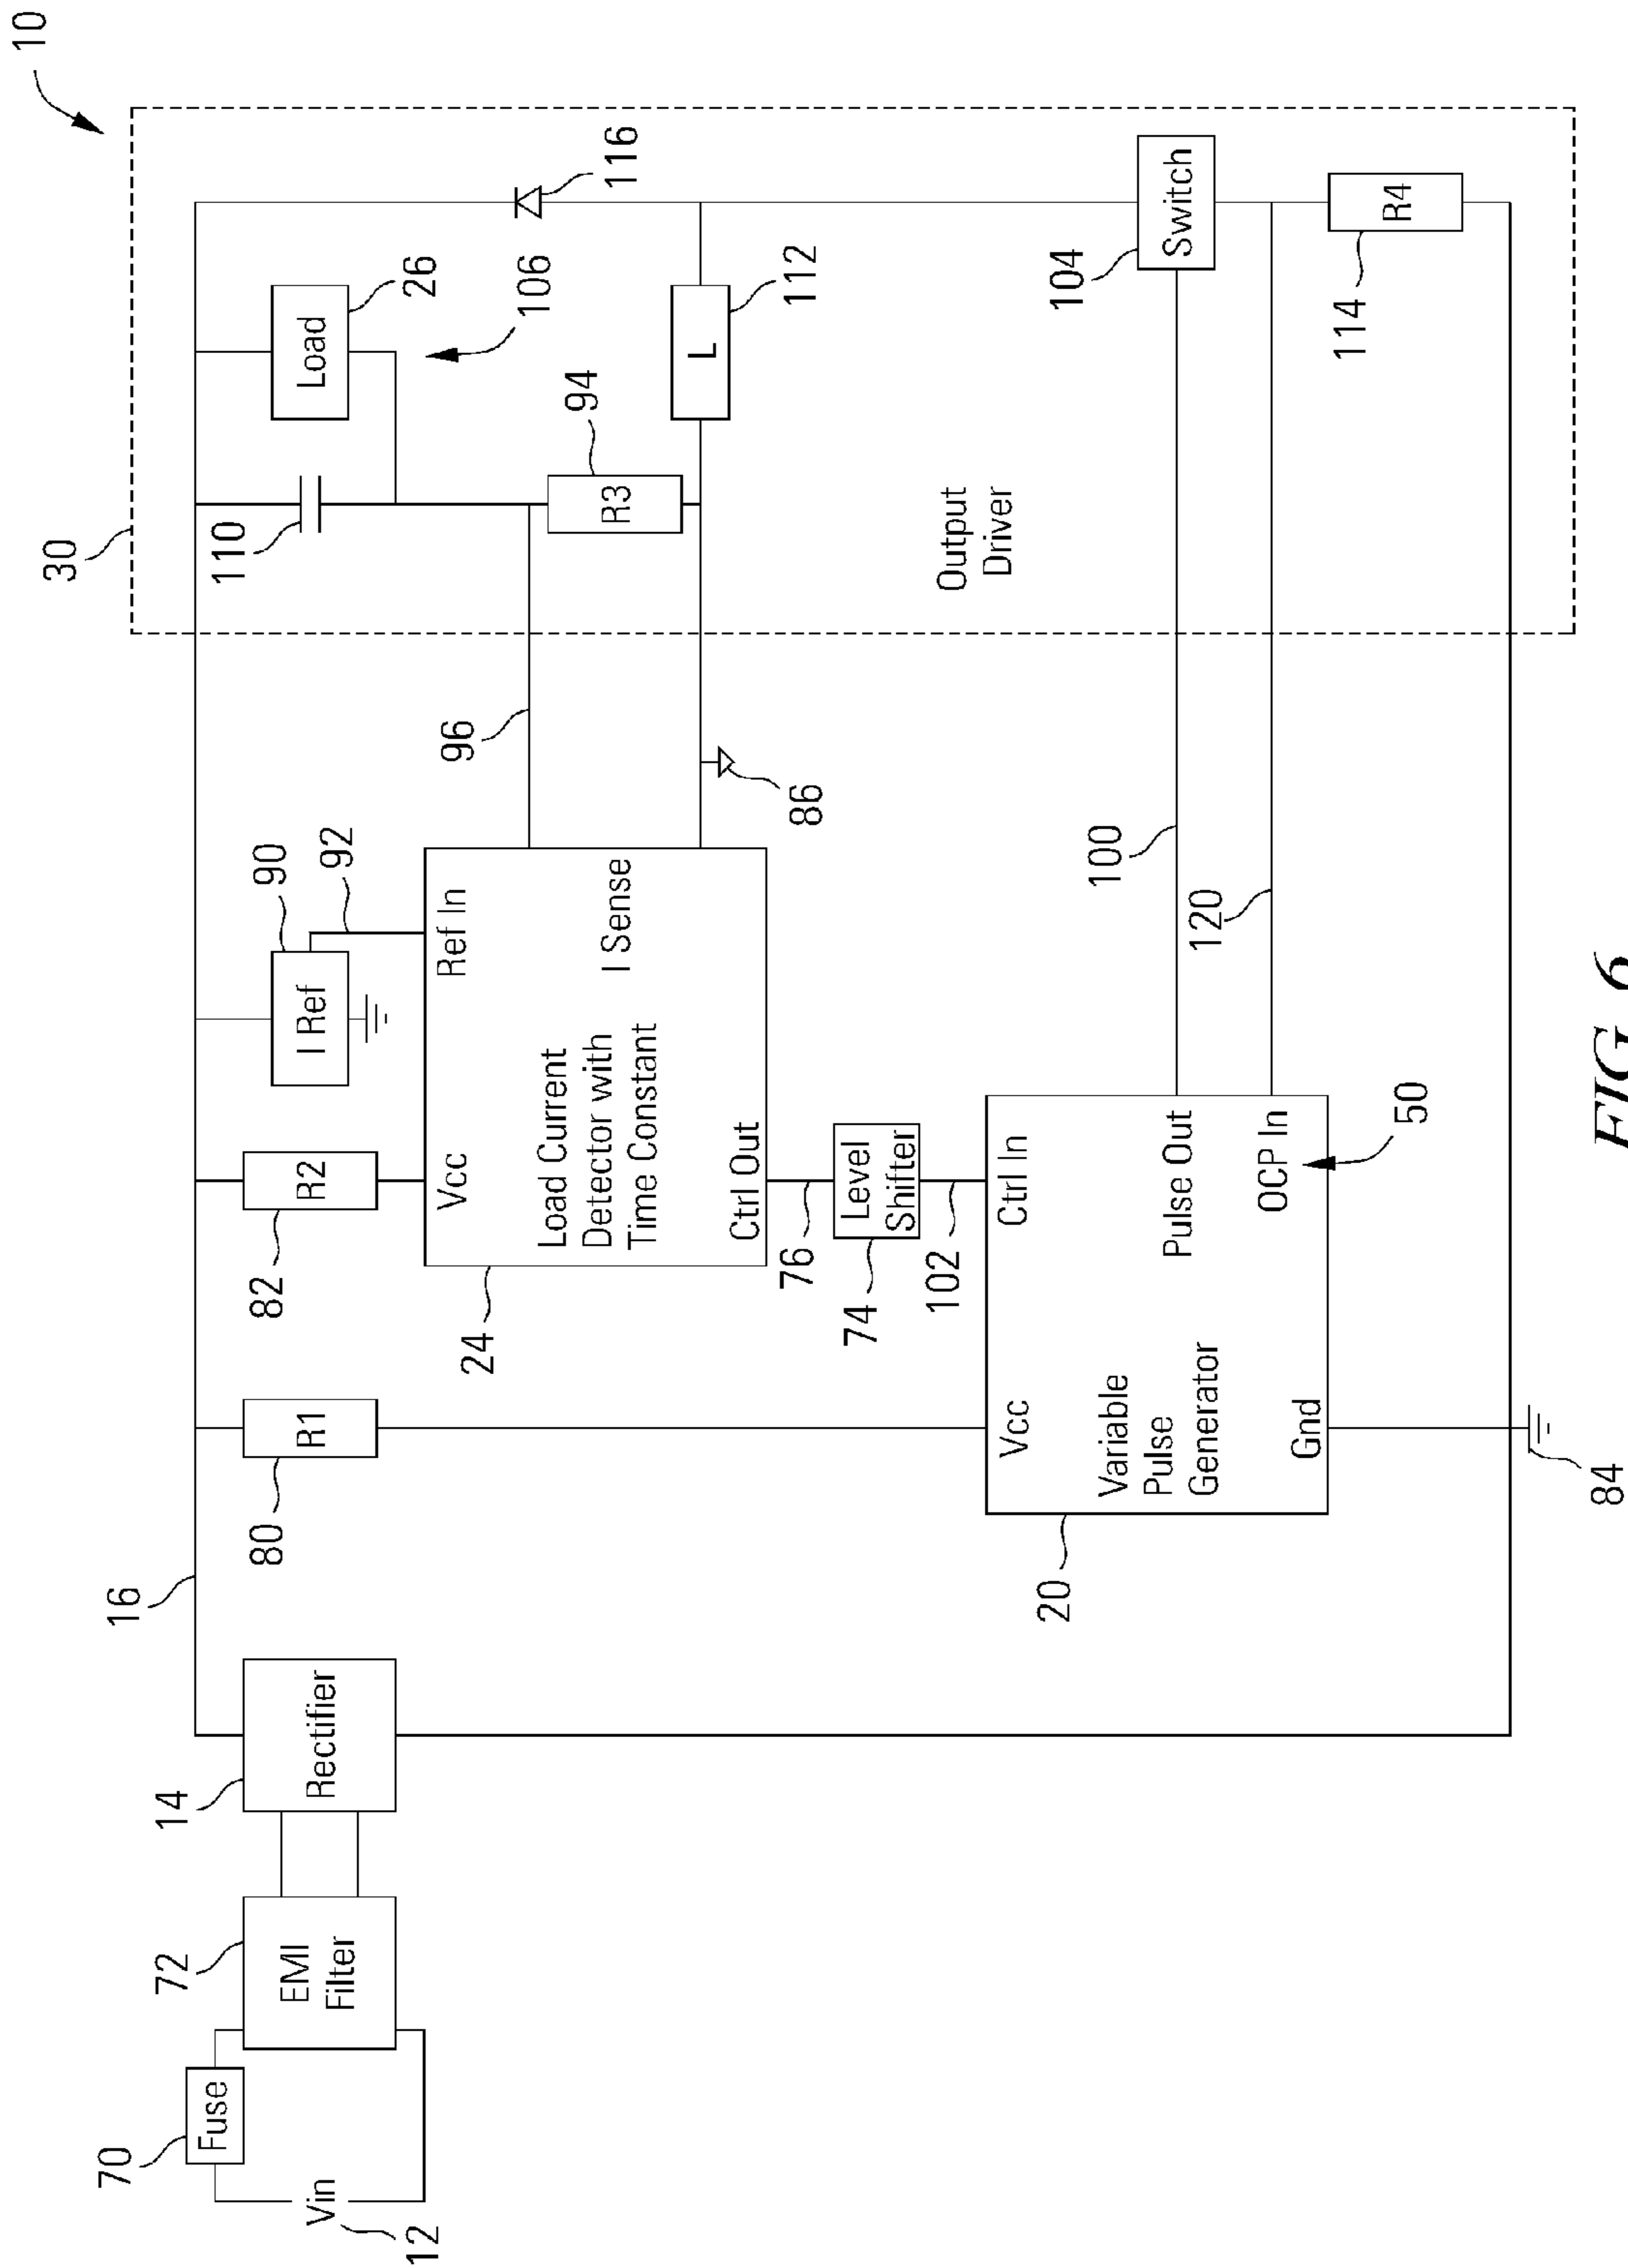 10
30
16
110
Load
26
116
106
R3
94
L
112
Output
Driver
104
Switch
114
R4
70
Fuse
Vin
12
72
EMI
Filter
14
Rectifier
80
R1
82
R2
I Ref
90
92
96
86
24
Vcc
Ref In
Load Current
Detector with
Time Constant
I Sense
Ctrl Out
76
74
Level
Shifter
102
20
Vcc
Ctrl In
Variable
Pulse
Generator
Pulse Out
OCP In
Gnd
50
100
120
84
FIG. 6